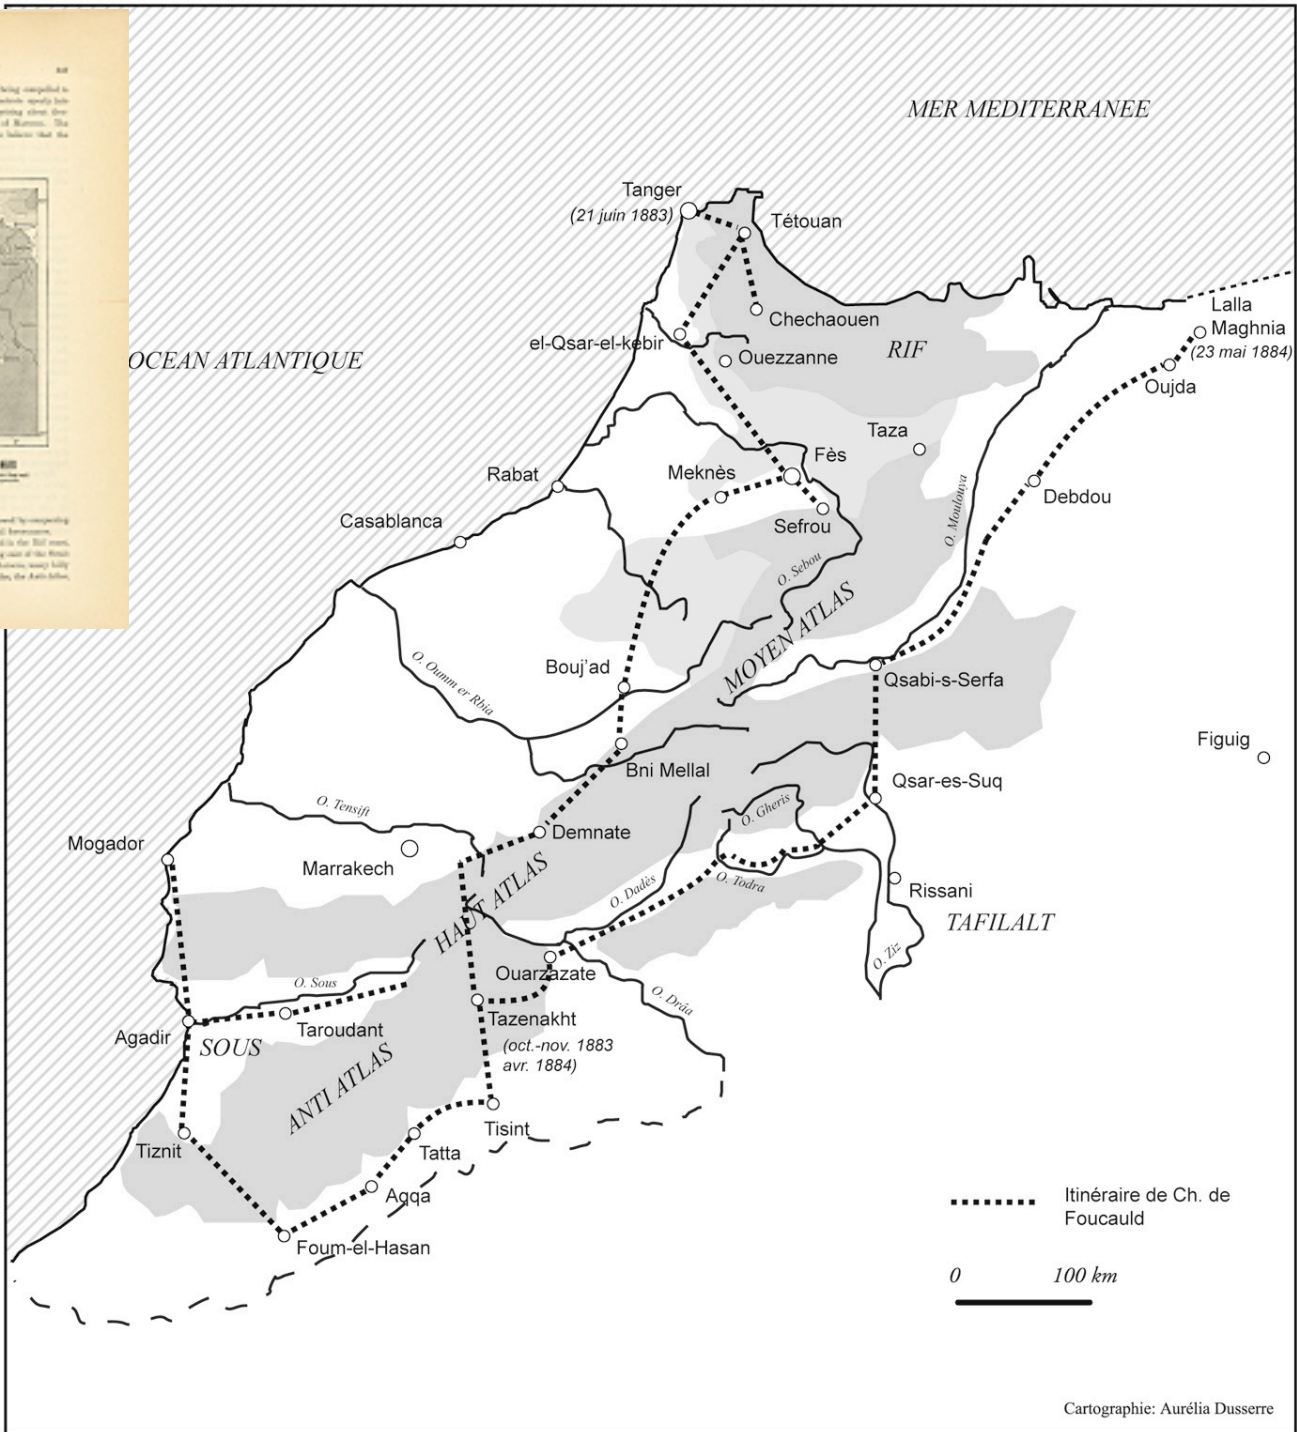 MER MEDITERRANEE
Tanger
(21 juin 1883)
Tétouan
Chechaouen
el-Qsar-el-kebir
Ouezzanne
RIF
Lalla
Maghnia
(23 mai 1884)
Oujda
OCEAN ATLANTIQUE
Taza
Fès
Meknès
Sefrou
Rabat
Casablanca
Debdou
O. Moulouya
O. Sebou
MOYEN ATLAS
O. Oumm er Rbia
Bouj'ad
Qsabi-s-Serfa
Figuig
Bni Mellal
Qsar-es-Suq
O. Tensift
O. Gheris
Demnate
Mogador
Marrakech
HAUT ATLAS
O. Dadès
O. Todra
Rissani
TAFILALT
O. Ziz
Ouarzazate
O. Sous
O. Drâa
Agadir
SOUS
Taroudant
Tazenakht
(oct.-nov. 1883
avr. 1884)
ANTI ATLAS
Tisint
Tiznit
Tatta
Aqqa
Foum-el-Hasan
Itinéraire de Ch. de
Foucauld
0 100 km
Cartographie: Aurélia Dusserre